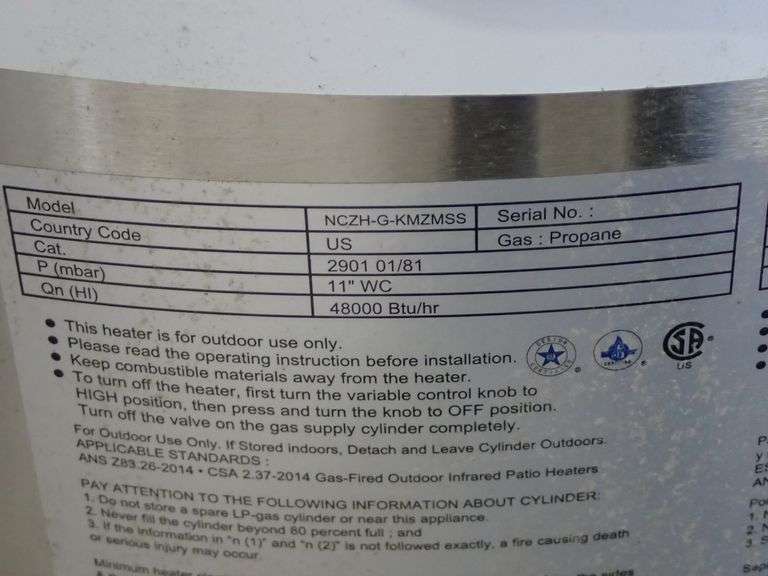 Model NCZH-G-KMZMSS Serial No. :
Country Code US Gas : Propane
Cat. 2901 01/81
P (mbar) 11" WC
Qn (HI) 48000 Btu/hr
• This heater is for outdoor use only.
• Please read the operating instruction before installation.
• Keep combustible materials away from the heater.
• To turn off the heater, first turn the variable control knob to
HIGH position, then press and turn the knob to OFF position.
Turn off the valve on the gas supply cylinder completely.
DESIGN
CERTIFIED
LiS
For Outdoor Use Only. If Stored indoors, Detach and Leave Cylinder Outdoors.
APPLICABLE STANDARDS :
ANS Z83.26-2014 • CSA 2.37-2014 Gas-Fired Outdoor Infrared Patio Heaters
PAY ATTENTION TO THE FOLLOWING INFORMATION ABOUT CYLINDER:
1. Do not store a spare LP-gas cylinder or near this appliance.
2. Never fill the cylinder beyond 80 percent full ; and
3. If the information in "n (1)" and "n (2)" is not followed exactly, a fire causing death
or serious injury may occur.
Minimum heater